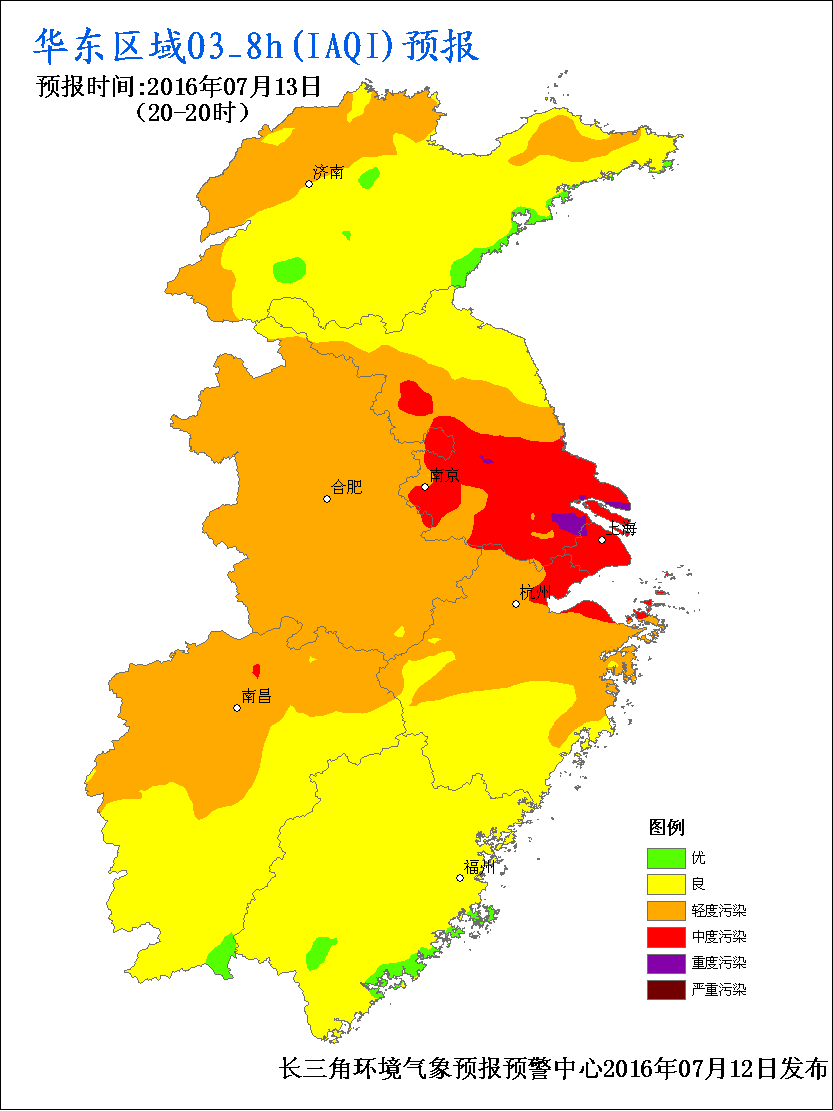 华东区域O3_8h(IAQI)预报
预报时间:2016年07月13日
(20-20时)
济南
合肥
南京
上海
杭州
南昌
福州
图例
优
良
轻度污染
中度污染
重度污染
严重污染
长三角环境气象预报预警中心2016年07月12日发布